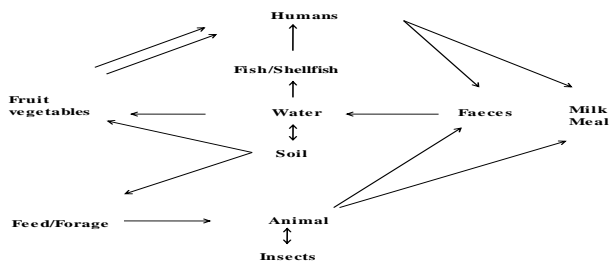 Humans
Fish/Shellfish
Fruit
vegetables
Water
Faeces
Milk
Meal
Soil
Feed/Forage
Animal
Insects